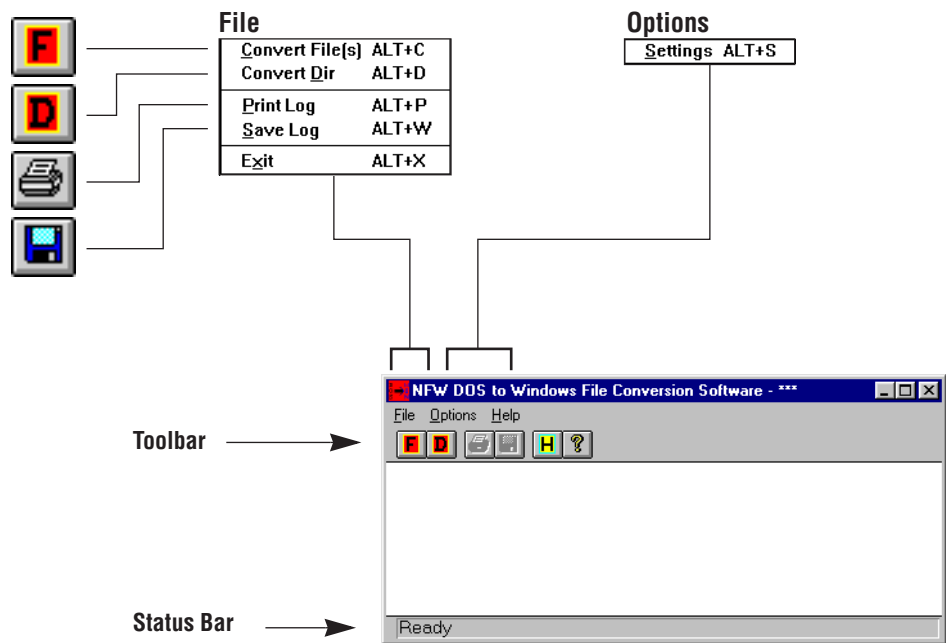 File
Options
F
Convert File(s) ALT+C
Convert Dir ALT+D
Settings ALT+S
D
Print Log ALT+P
Save Log ALT+W
Exit ALT+X
NFW DOS to Windows File Conversion Software - ***
File Options Help
Toolbar
F D H ?
Status Bar
Ready